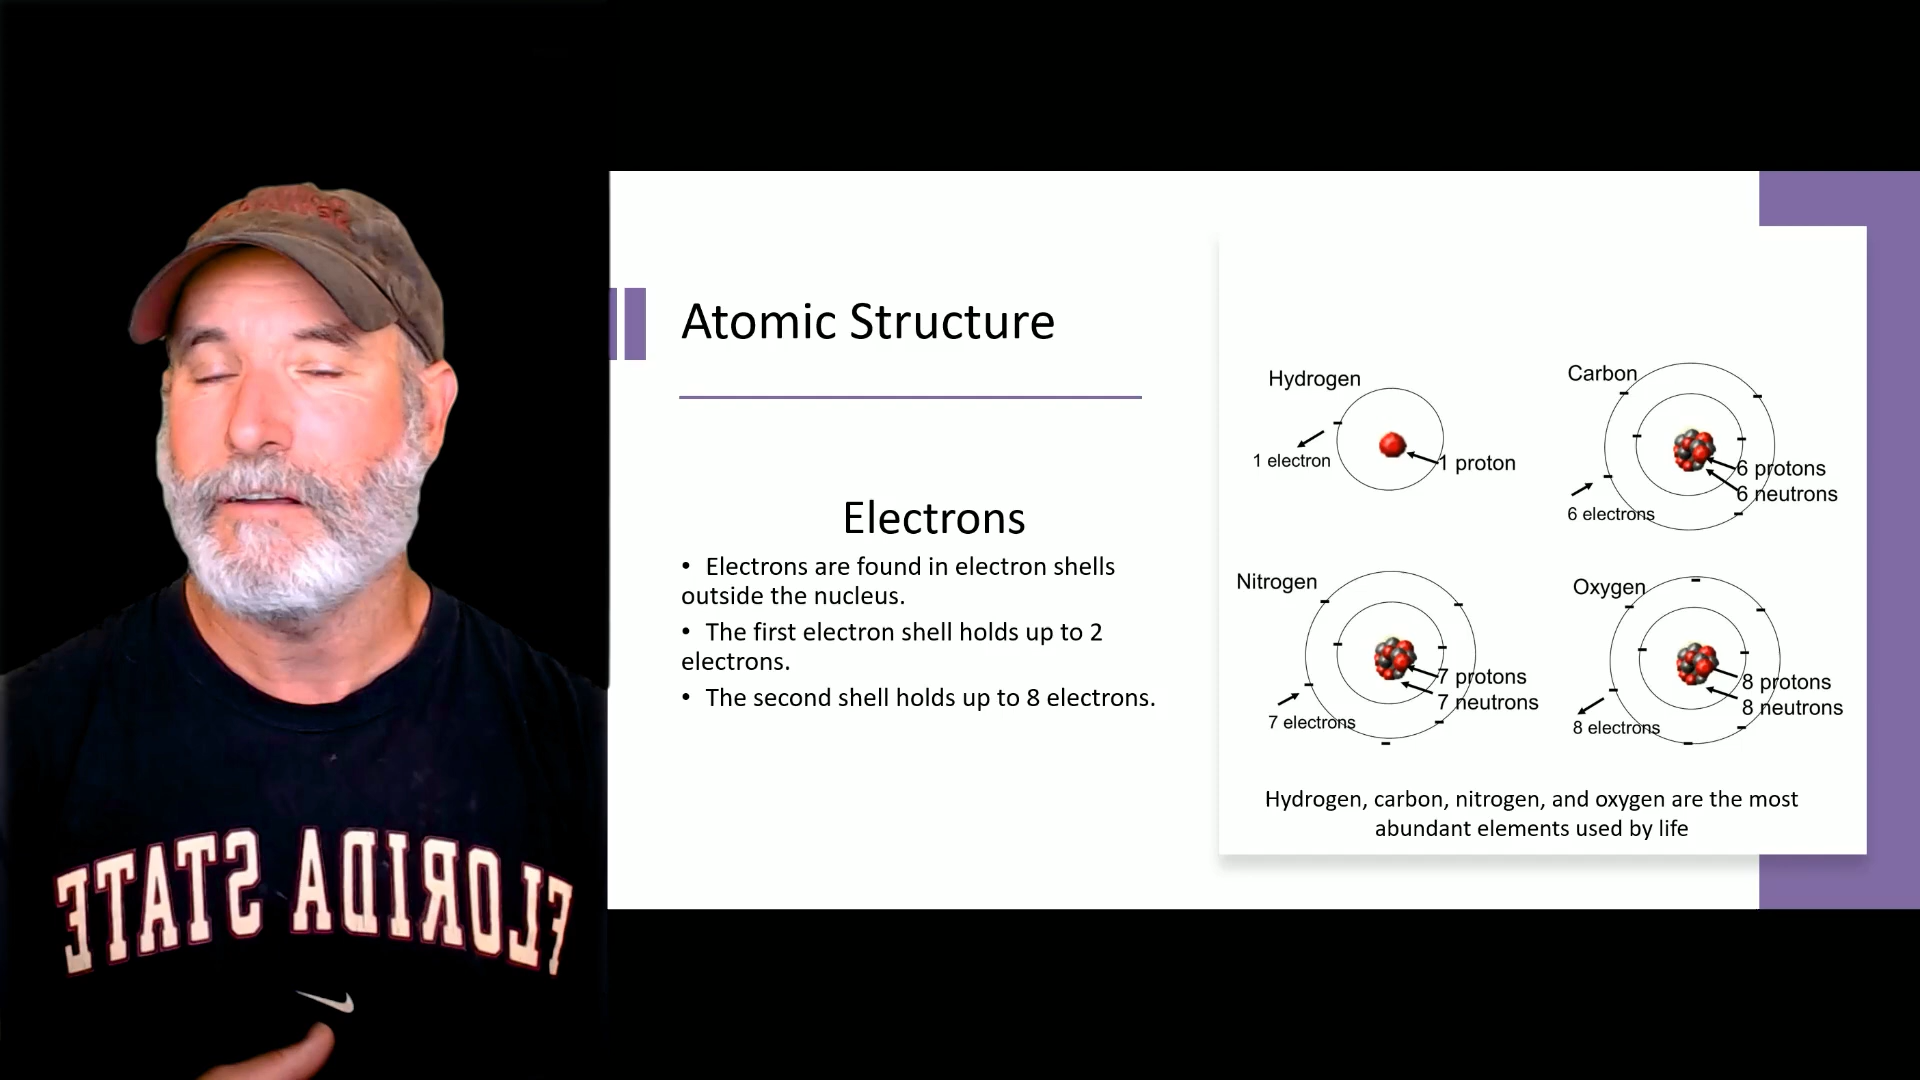 Atomic Structure
Electrons
• Electrons are found in electron shells
outside the nucleus.
• The first electron shell holds up to 2
electrons.
• The second shell holds up to 8 electrons.
Hydrogen
1 electron
1 proton
Carbon
6 protons
6 neutrons
6 electrons
Nitrogen
7 protons
7 neutrons
7 electrons
Oxygen
8 protons
8 neutrons
8 electrons
Hydrogen, carbon, nitrogen, and oxygen are the most
abundant elements used by life
FLORIDA STATE